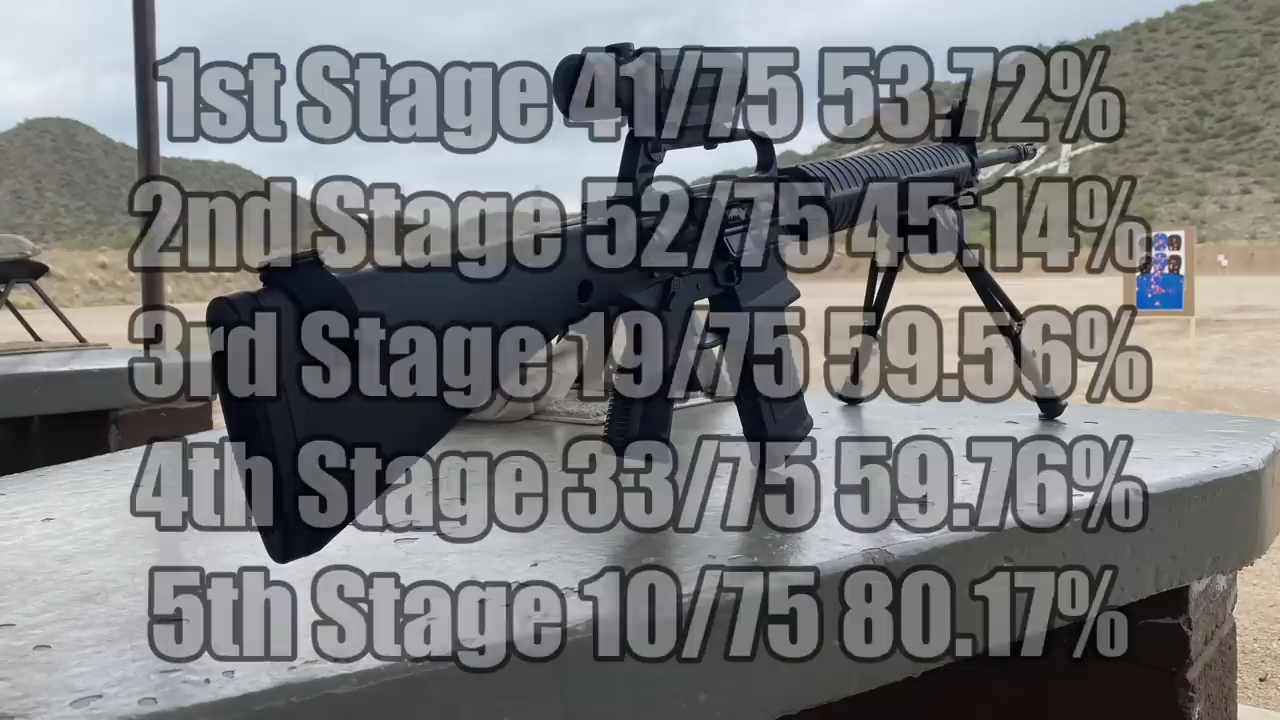 1st Stage 41/75 53.72%
2nd Stage 52/75 45.14%
3rd Stage 19/75 59.56%
4th Stage 33/75 59.76%
5th Stage 10/75 80.17%